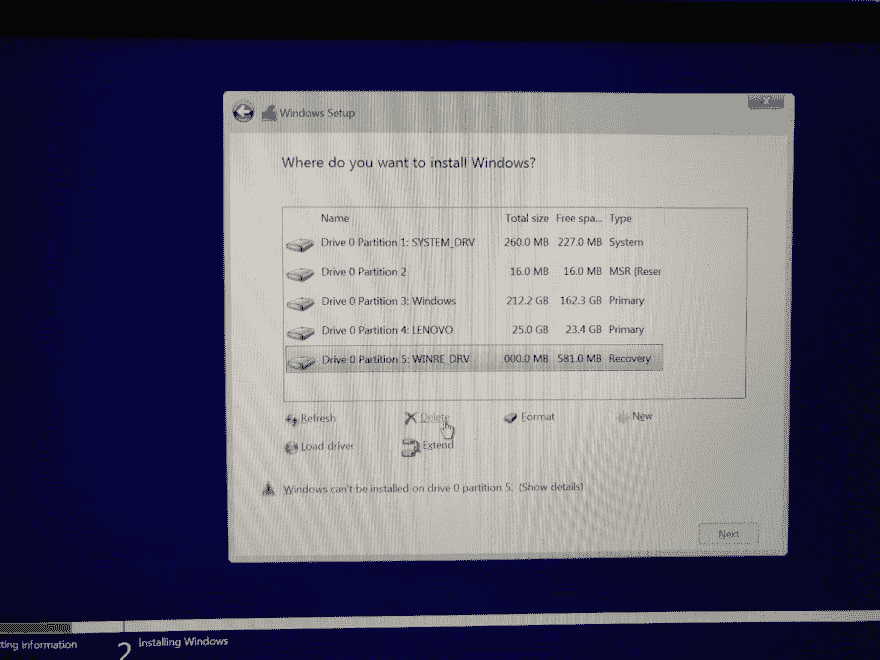 Windows Setup
Where do you want to install Windows?
Name Total size Free spa... Type
Drive 0 Partition 1: SYSTEM_DRV 260.0 MB 227.0 MB System
Drive 0 Partition 2 16.0 MB 16.0 MB MSR (Reser
Drive 0 Partition 3: Windows 212.2 GB 162.3 GB Primary
Drive 0 Partition 4: LENOVO 25.0 GB 23.4 GB Primary
Drive 0 Partition 5: WINRE_DRV 000.0 MB 581.0 MB Recovery
Refresh Delete Format New
Load driver Extend
Windows can't be installed on drive 0 partition 5. (Show details)
Next
ting information 2 Installing Windows